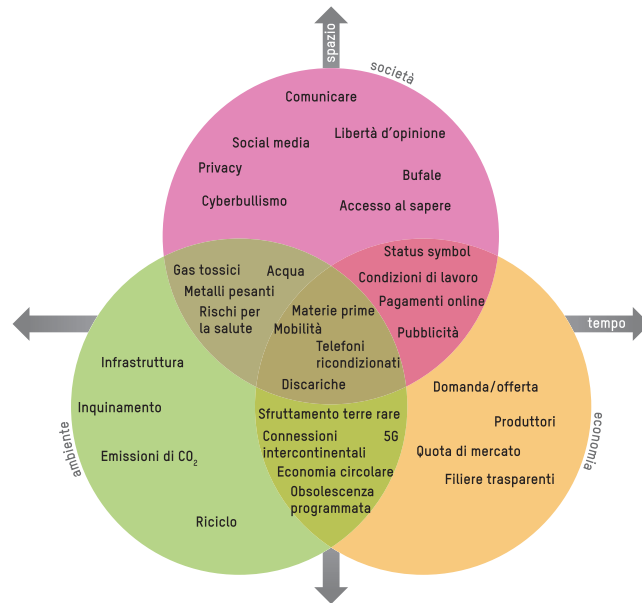 spazio
società
Comunicare
Libertà d'opinione
Social media
Privacy
Bufale
Cyberbullismo
Accesso al sapere
Status symbol
Gas tossici
Acqua
Condizioni di lavoro
Metalli pesanti
Pagamenti online
Rischi per
la salute
Materie prime
Mobilità
Pubblicità
tempo
Telefoni
ricondizionati
Infrastruttura
Discariche
Domanda/offerta
Inquinamento
Sfruttamento terre rare
Produttori
economia
ambiente
Connessioni
intercontinentali
5G
Quota di mercato
Emissioni di CO₂
Economia circolare
Filiere trasparenti
Obsolescenza
programmata
Riciclo